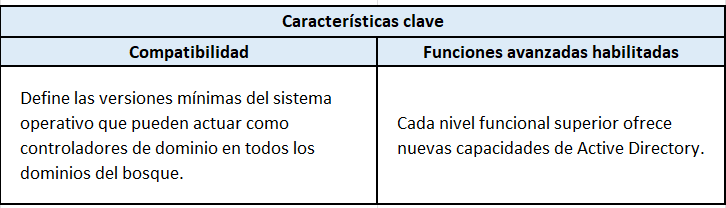 Características clave
Compatibilidad
Funciones avanzadas habilitadas
Define las versiones mínimas del sistema
operativo que pueden actuar como
controladores de dominio en todos los
dominios del bosque.
Cada nivel funcional superior ofrece
nuevas capacidades de Active Directory.